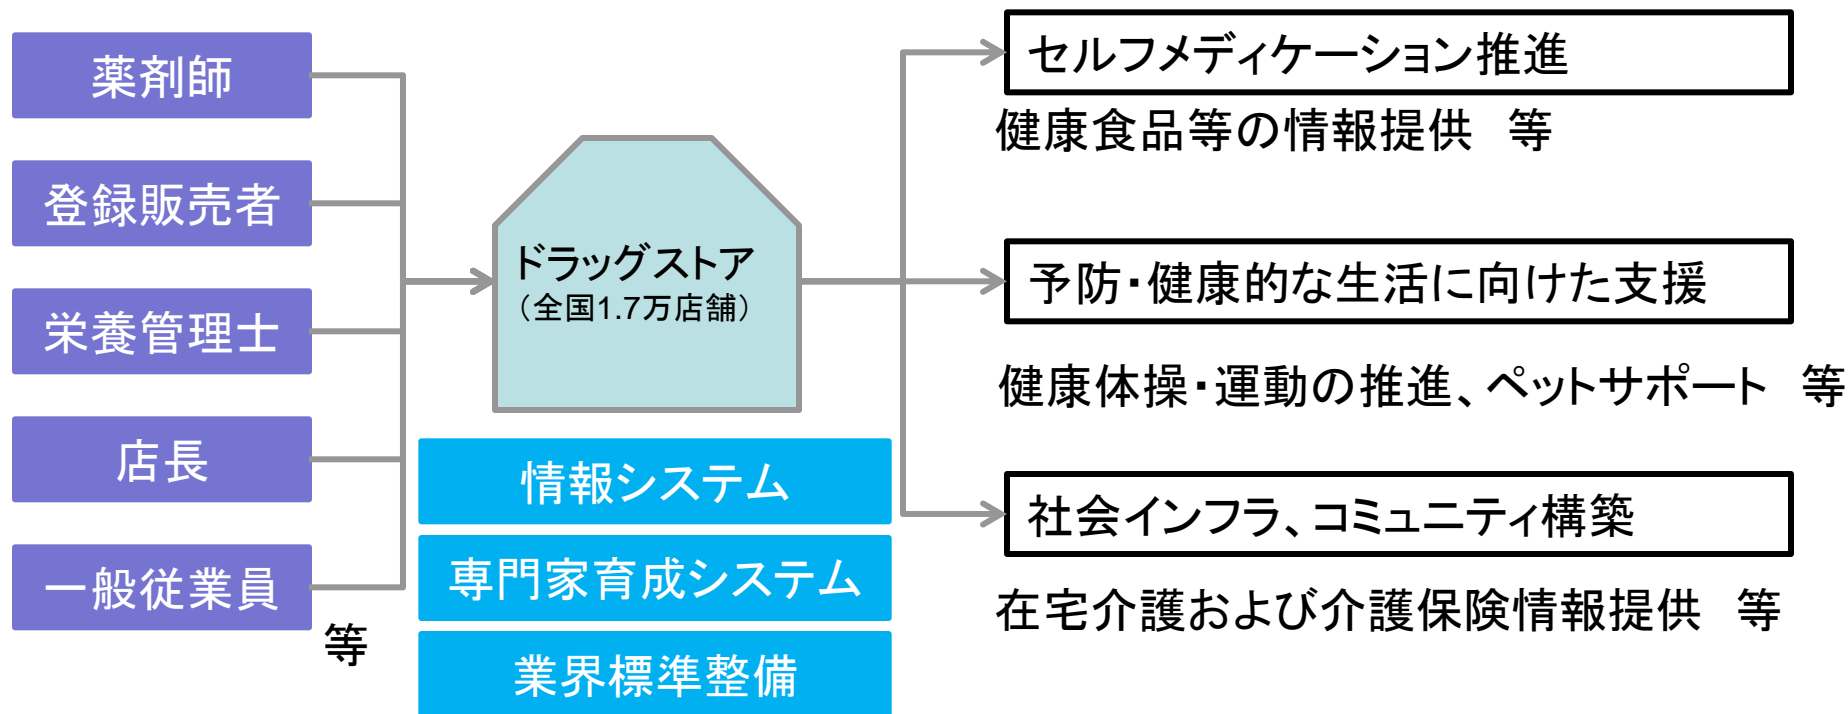 薬剤師
登録販売者
栄養管理士
店長
一般従業員
等
ドラッグストア
（全国1.7万店舗）
情報システム
専門家育成システム
業界標準整備
セルフメディケーション推進
健康食品等の情報提供　等
予防・健康的な生活に向けた支援
健康体操・運動の推進、ペットサポート　等
社会インフラ、コミュニティ構築
在宅介護および介護保険情報提供　等